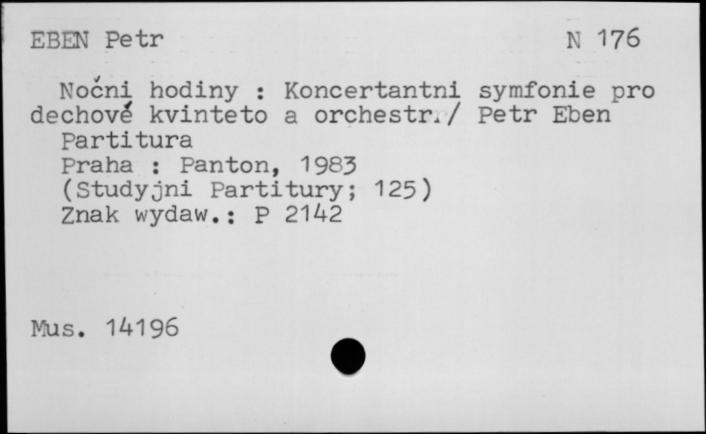 EBEN Petr N 176
Noćni hodiny : Koncertantni symfonie pro
dechové kvinteto a orchestr./ Petr Eben
Partitura
Praha : Panton, 1983
(Studyjni Partitury; 125)
Znak wydaw.: P 2142
Mus. 14196